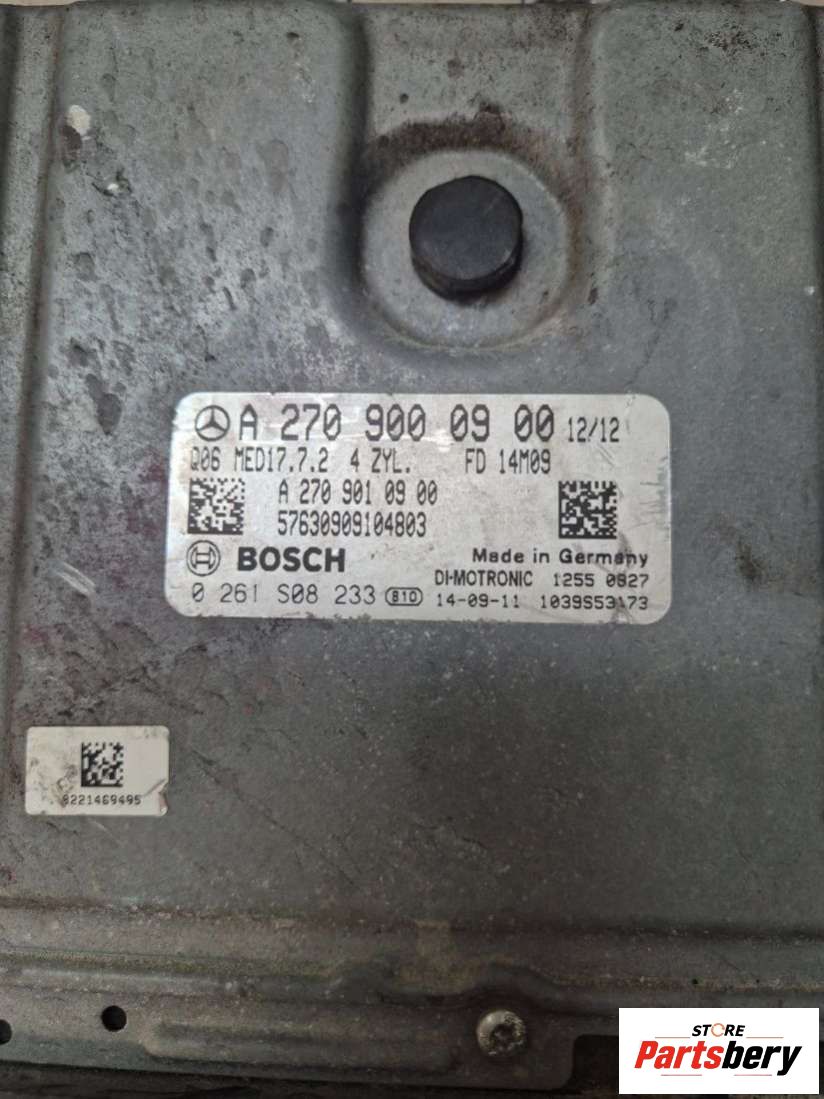 A 270 900 09 00 12/12
Q06 MED17.7.2 4 ZYL. FD 14M09
A 270 901 09 00
57630909104803
BOSCH Made in Germany
DI-MOTRONIC 1255 0827
0 261 S08 233 B10 14-09-11 1039S53173
8221469495
STORE
Partsbery